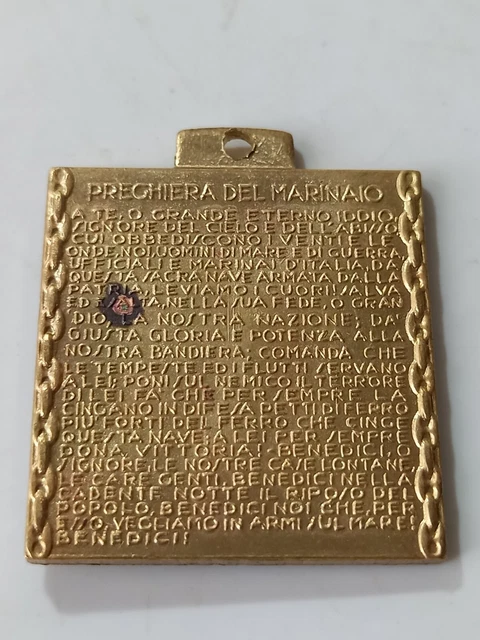 PREGHIERA DEL MARINAIO
A TE, O GRANDE ETERNO IDDIO,
SIGNORE DEL CIELO E DELL'ABISSO,
CUI OBBEDISCONO I VENTI E LE
ONDE, NOI, UOMINI DI MARE E DI GUERRA,
UFFICIALI E MARINAI D'ITALIA, DA
QUESTA SACRA NAVE ARMATA DALLA
PATRIA, LEVIAMO I CUORI! SALVA
ED ESALTA, NELLA SUA FEDE, O GRAN
DIO, LA NOSTRA NAZIONE; DA'
GIUSTA GLORIA E POTENZA ALLA
NOSTRA BANDIERA; COMANDA CHE
LE TEMPESTE ED I FLUTTI SERVANO
A LEI; PONI SUL NEMICO IL TERRORE
DI LEI; FA' CHE PER SEMPRE LA
CINGANO IN DIFESA PETTI DI FERRO
PIU' FORTI DEL FERRO CHE CINGE
QUESTA NAVE; A LEI PER SEMPRE
DONA VITTORIA! BENEDICI, O
SIGNORE, LE NOSTRE CASE LONTANE,
LE CARE GENTI, BENEDICI NELLA
CADENTE NOTTE IL RIPOSO DEL
POPOLO, BENEDICI NOI CHE, PER
ESSO, VEGLIAMO IN ARMI SUL MARE!
BENEDICI!